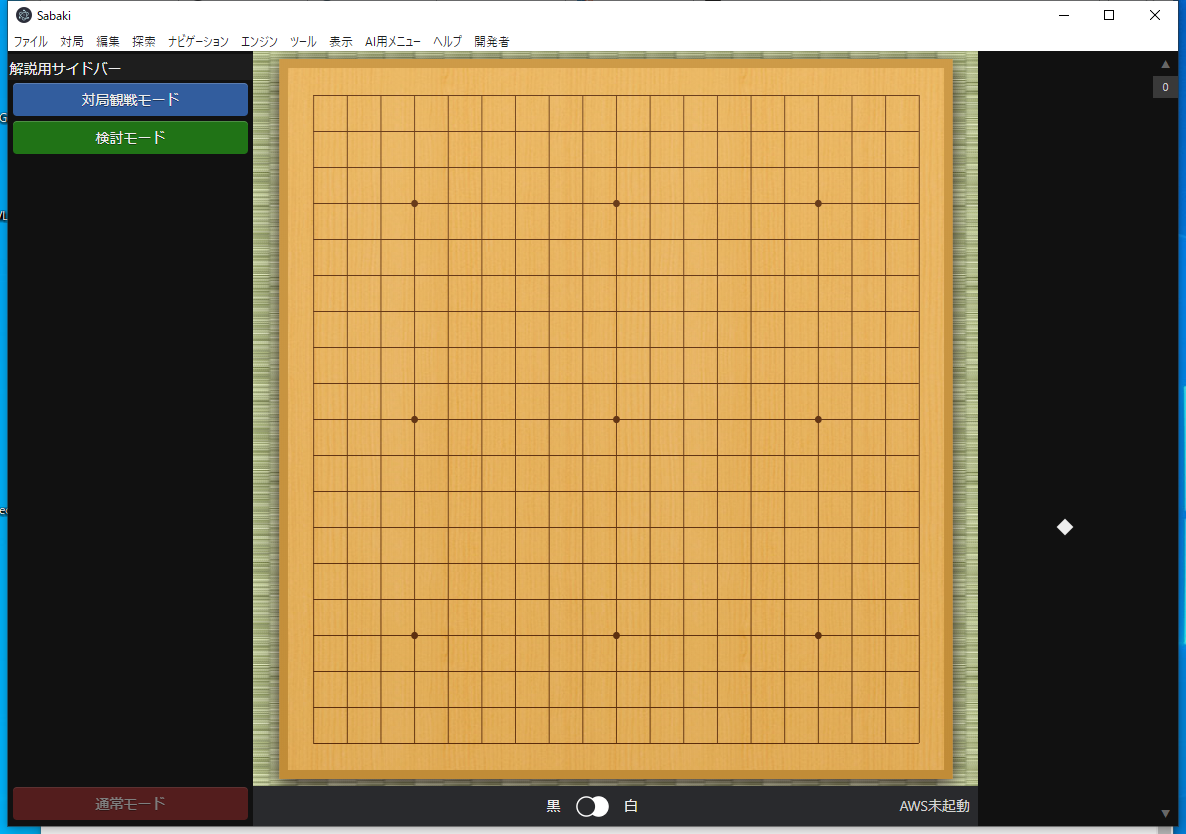 Sabaki
ファイル 対局 編集 探索 ナビゲーション エンジン ツール 表示 AI用メニュー ヘルプ 開発者
解説用サイドバー
対局観戦モード
検討モード
0
通常モード
黒 白
AWS未起動